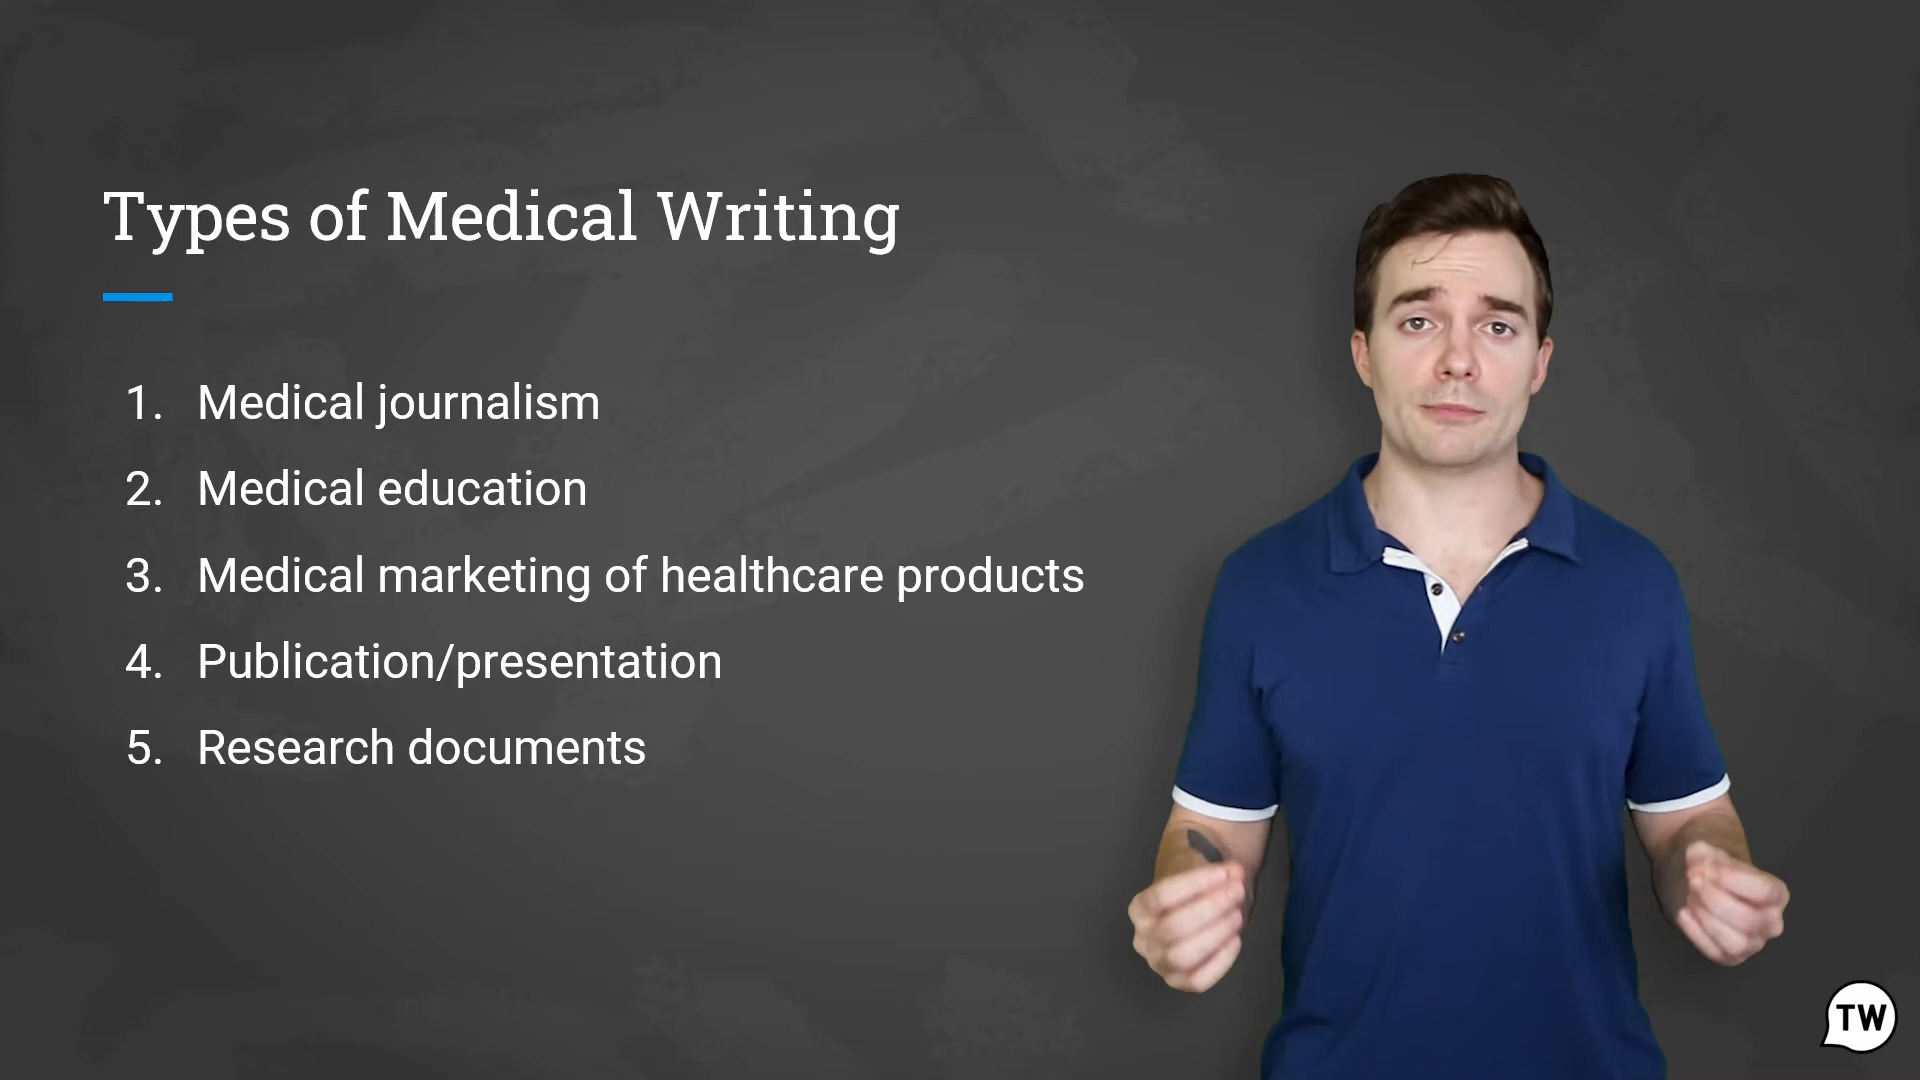 Types of Medical Writing
1. Medical journalism
2. Medical education
3. Medical marketing of healthcare products
4. Publication/presentation
5. Research documents
TW